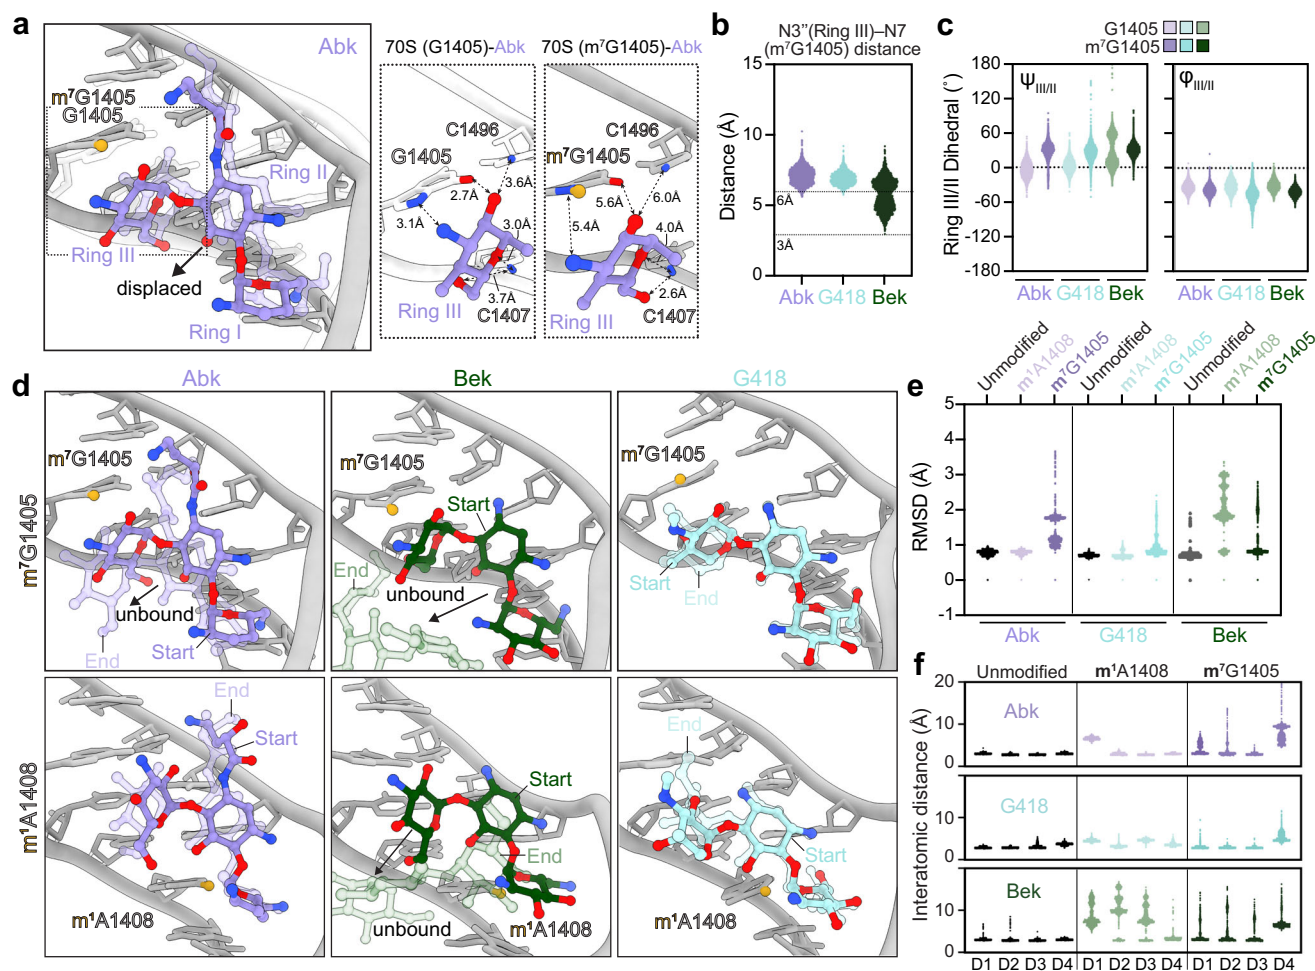 a
Abk
m⁷G1405
G1405
Ring II
Ring III
displaced
Ring I
70S (G1405)-Abk
C1496
G1405
3.6Å
2.7Å
3.1Å
3.0Å
3.7Å
Ring III
C1407
70S (m⁷G1405)-Abk
C1496
m⁷G1405
6.0Å
5.6Å
5.4Å
4.0Å
2.6Å
C1407
Ring III
b
N3"(Ring III)–N7
(m⁷G1405) distance
Distance (Å)
15
10
5
0
6Å
3Å
Abk G418 Bek
c
G1405
m⁷G1405
Ring III/II Dihedral (°)
180
120
60
0
-60
-120
-180
Ψ III/II
φ III/II
Abk G418 Bek
Abk G418 Bek
d
Abk
Bek
G418
m⁷G1405
m⁷G1405
unbound
End
Start
m⁷G1405
Start
End
unbound
m⁷G1405
Start
End
m¹A1408
End
Start
m¹A1408
Start
End
unbound
m¹A1408
End
Start
m¹A1408
e
Unmodified
m¹A1408
m⁷G1405
Unmodified
m¹A1408
m⁷G1405
Unmodified
m¹A1408
m⁷G1405
RMSD (Å)
5
4
3
2
1
0
-1
Abk
G418
Bek
f
Unmodified
m¹A1408
m⁷G1405
Interatomic distance (Å)
20
10
0
Abk
10
0
G418
10
0
Bek
D1 D2 D3 D4
D1 D2 D3 D4
D1 D2 D3 D4